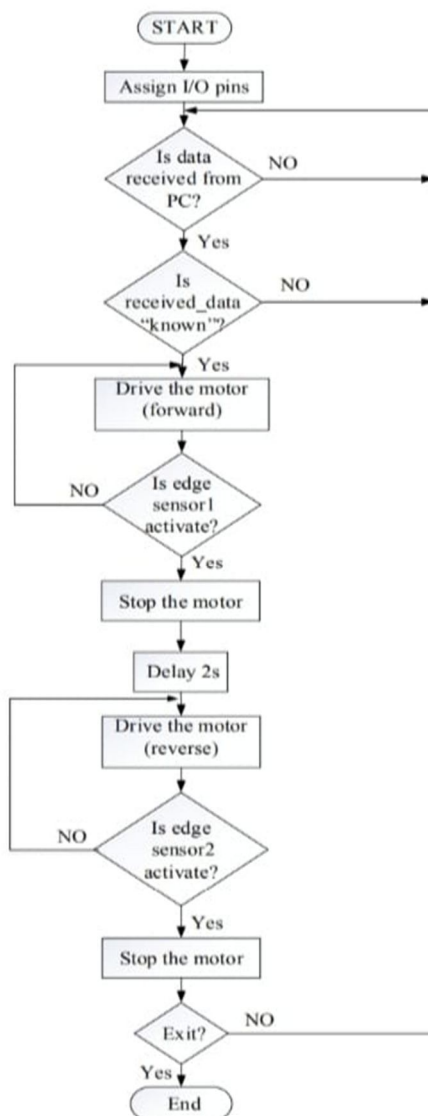 START
Assign I/O pins
Is data
received from
PC?
NO
Yes
Is
received_data
“known”?
NO
Yes
Drive the motor
(forward)
Is edge
sensor1
activate?
NO
Yes
Stop the motor
Delay 2s
Drive the motor
(reverse)
Is edge
sensor2
activate?
NO
Yes
Stop the motor
Exit?
NO
Yes
End